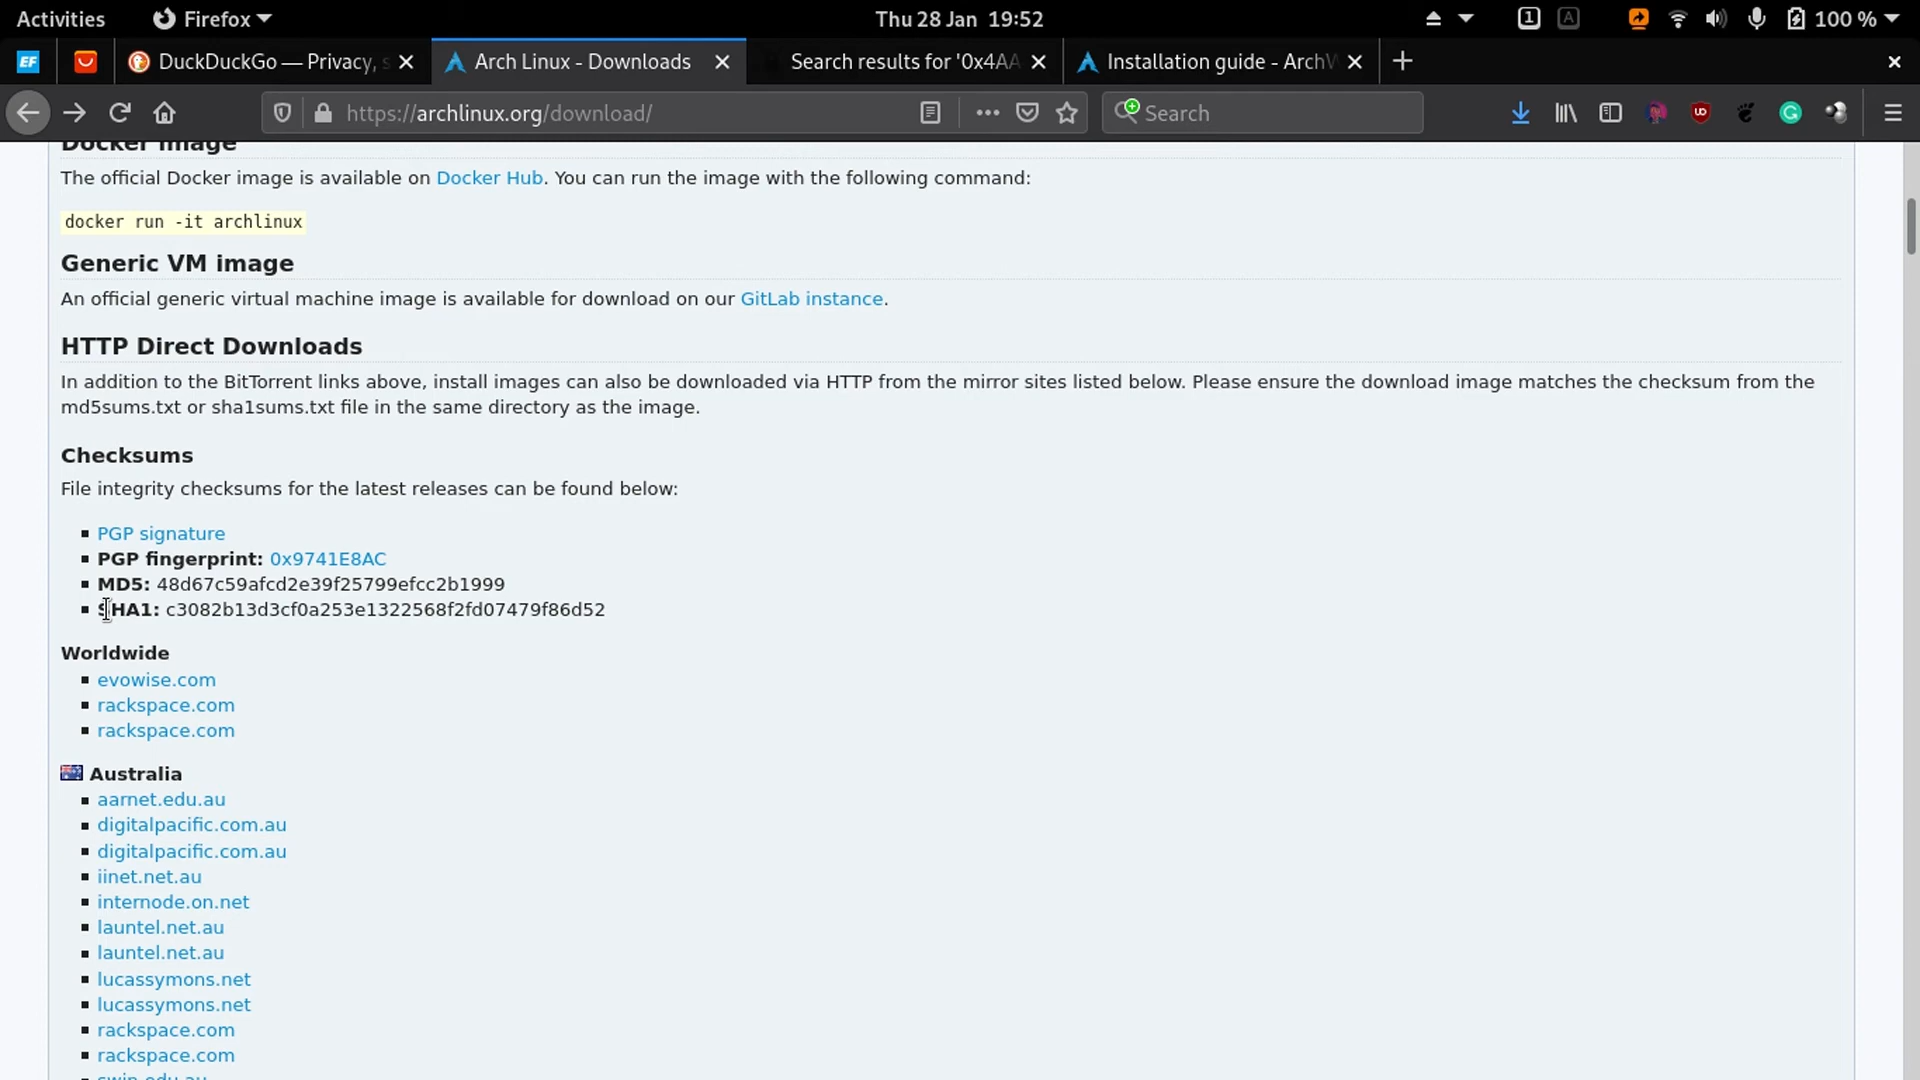 Activities Firefox Thu 28 Jan 19:52 1 A 100 %
EF DuckDuckGo — Privacy, s Arch Linux - Downloads Search results for '0x4AA Installation guide - ArchW
https://archlinux.org/download/ Search
Docker image
The official Docker image is available on Docker Hub. You can run the image with the following command:
docker run -it archlinux
Generic VM image
An official generic virtual machine image is available for download on our GitLab instance.
HTTP Direct Downloads
In addition to the BitTorrent links above, install images can also be downloaded via HTTP from the mirror sites listed below. Please ensure the download image matches the checksum from the
md5sums.txt or sha1sums.txt file in the same directory as the image.
Checksums
File integrity checksums for the latest releases can be found below:
PGP signature
PGP fingerprint: 0x9741E8AC
MD5: 48d67c59afcd2e39f25799efcc2b1999
SHA1: c3082b13d3cf0a253e1322568f2fd07479f86d52
Worldwide
evowise.com
rackspace.com
rackspace.com
Australia
aarnet.edu.au
digitalpacific.com.au
digitalpacific.com.au
iinet.net.au
internode.on.net
launtel.net.au
launtel.net.au
lucassymons.net
lucassymons.net
rackspace.com
rackspace.com
swin.edu.au